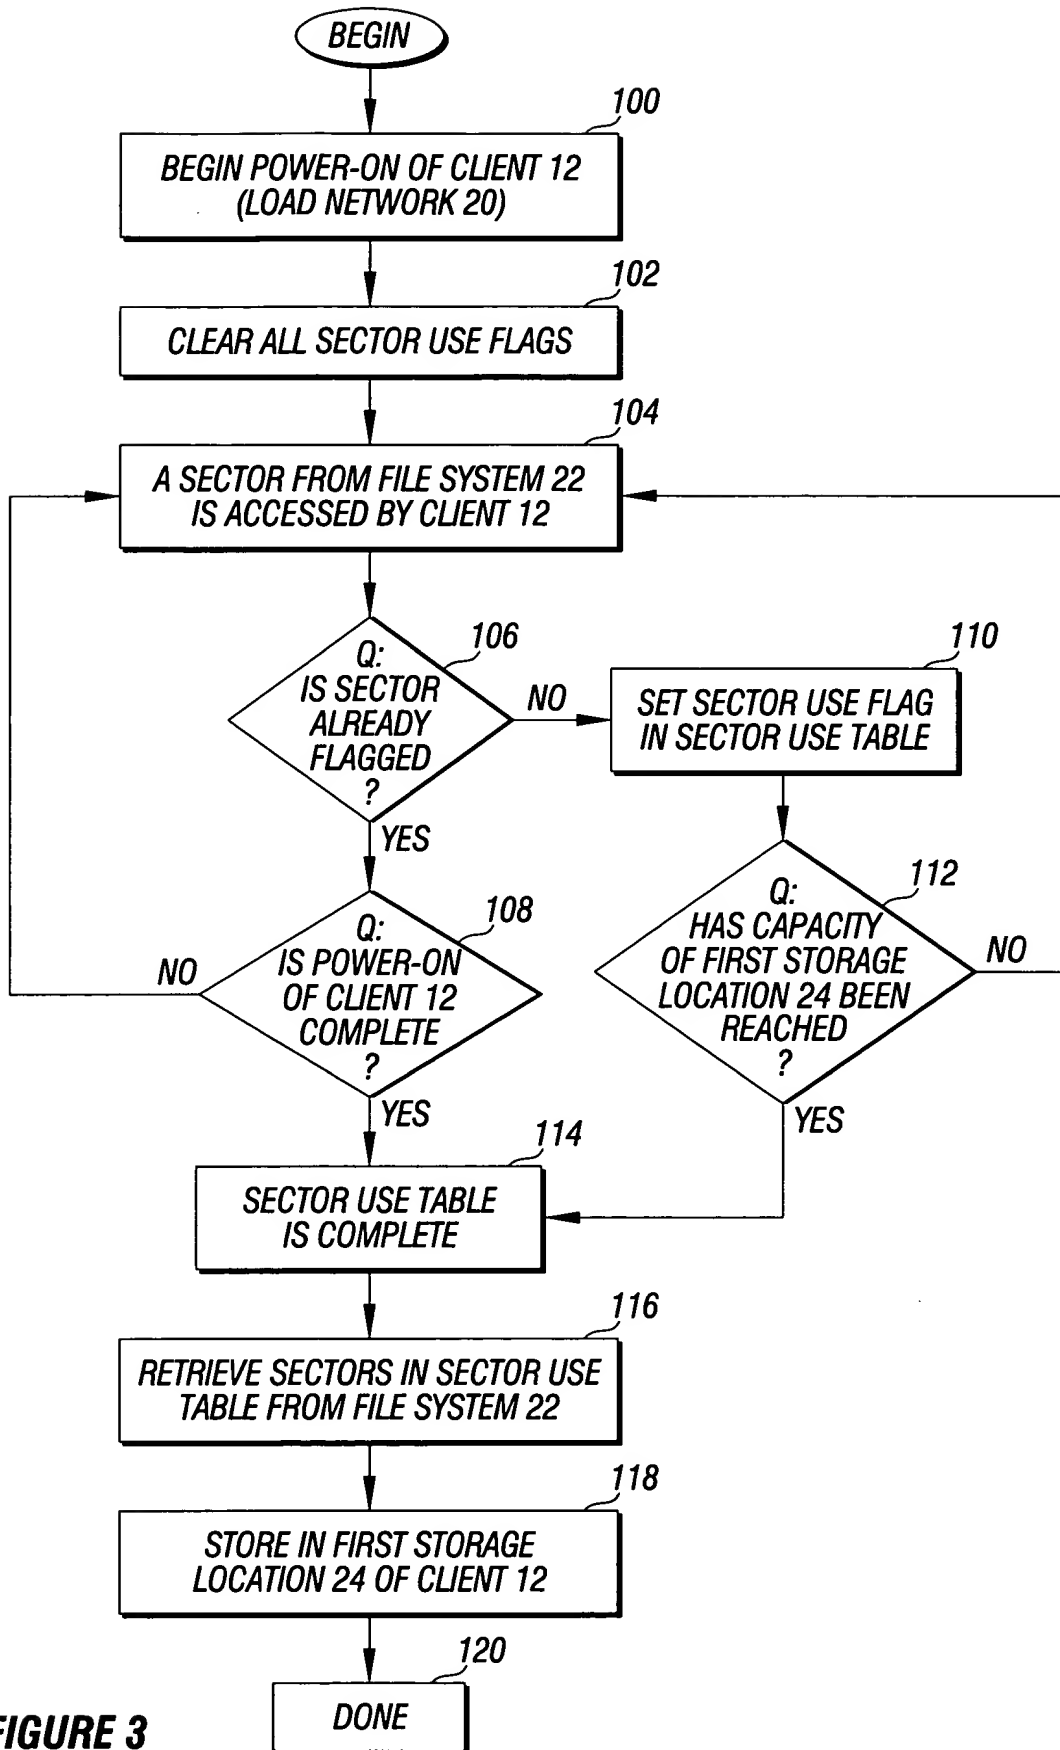 BEGIN
100
BEGIN POWER-ON OF CLIENT 12
(LOAD NETWORK 20)
102
CLEAR ALL SECTOR USE FLAGS
104
A SECTOR FROM FILE SYSTEM 22
IS ACCESSED BY CLIENT 12
106
Q:
IS SECTOR
ALREADY
FLAGGED
?
NO
YES
110
SET SECTOR USE FLAG
IN SECTOR USE TABLE
108
Q:
IS POWER-ON
OF CLIENT 12
COMPLETE
?
NO
YES
112
Q:
HAS CAPACITY
OF FIRST STORAGE
LOCATION 24 BEEN
REACHED
?
NO
YES
114
SECTOR USE TABLE
IS COMPLETE
116
RETRIEVE SECTORS IN SECTOR USE
TABLE FROM FILE SYSTEM 22
118
STORE IN FIRST STORAGE
LOCATION 24 OF CLIENT 12
120
DONE
FIGURE 3